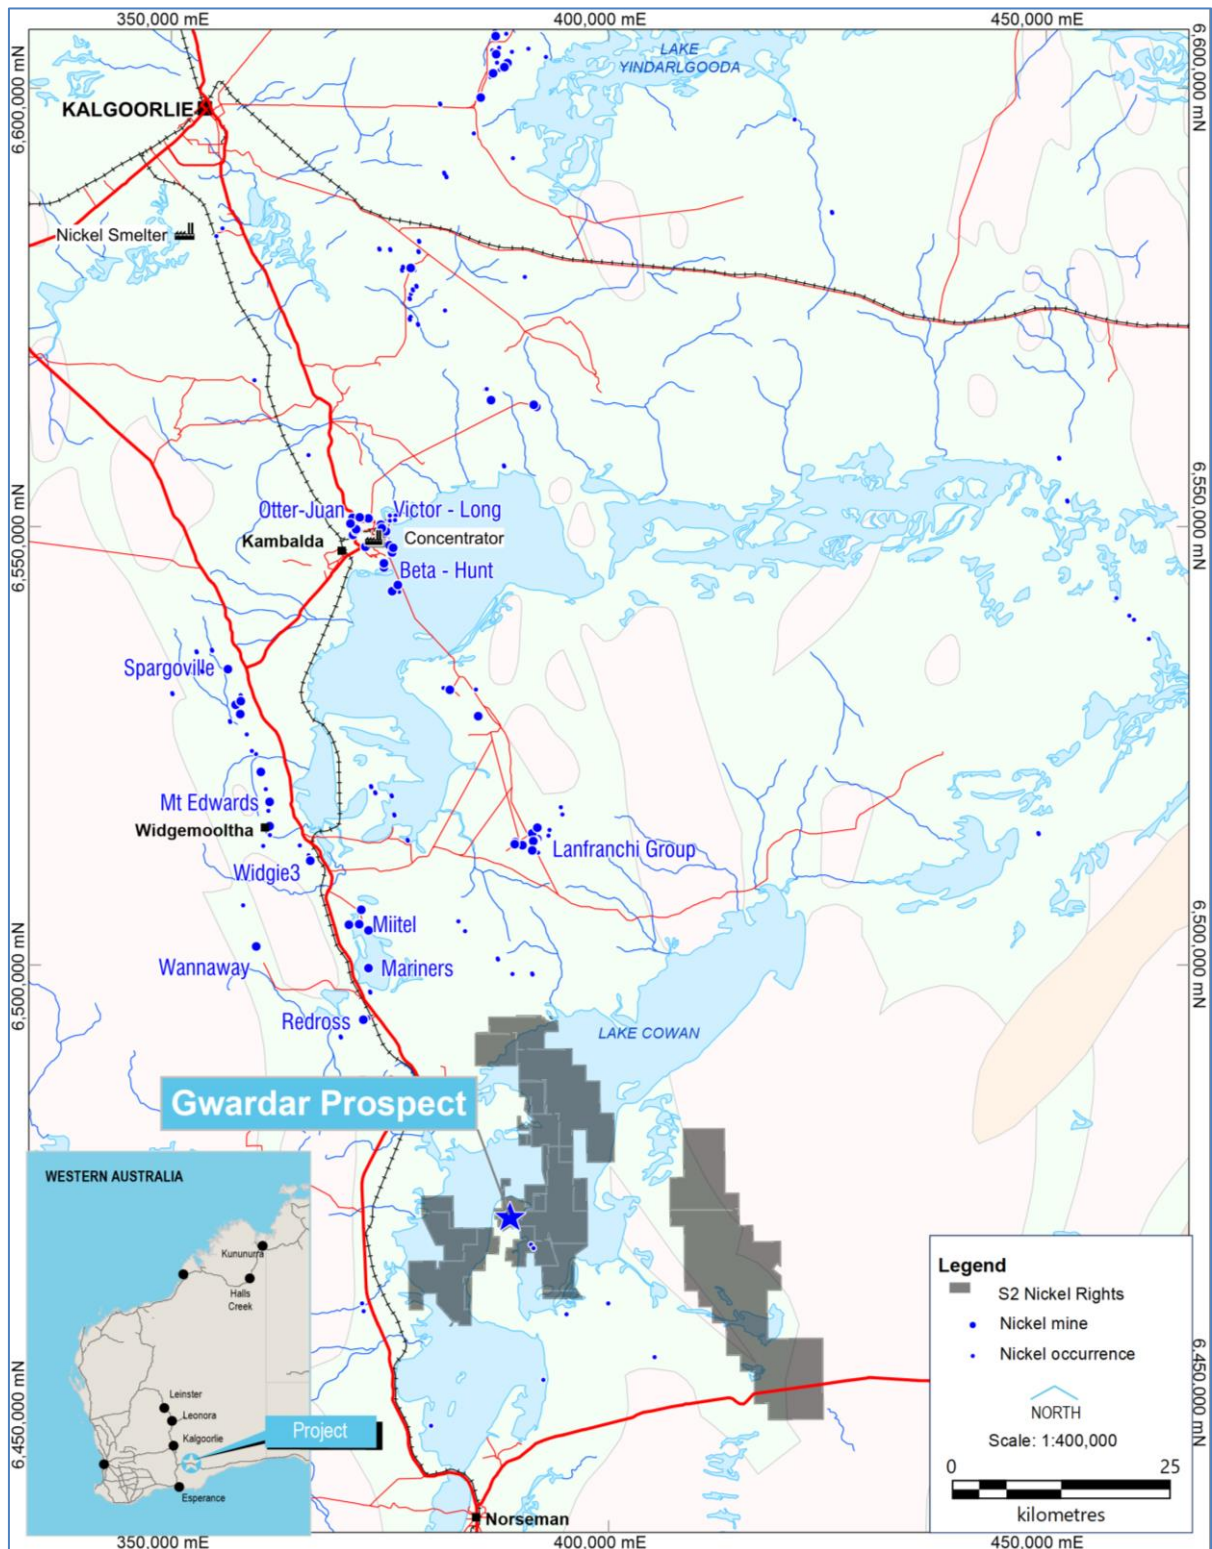 350,000 mE
400,000 mE
450,000 mE
6,600,000 mN
6,600,000 mN
LAKE
YINDARLGOODA
KALGOORLIE
Nickel Smelter
6,550,000 mN
6,550,000 mN
Otter-Juan
Victor - Long
Kambalda
Concentrator
Beta - Hunt
Spargoville
Mt Edwards
Widgemooltha
Widgie3
Lanfranchi Group
Miitel
Wannaway
Mariners
6,500,000 mN
6,500,000 mN
Redross
LAKE COWAN
Gwardar Prospect
WESTERN AUSTRALIA
Kununurra
Halls
Creek
Leinster
Leonora
Kalgoorlie
Project
Esperance
Legend
S2 Nickel Rights
Nickel mine
Nickel occurrence
NORTH
Scale: 1:400,000
0
25
kilometres
6,450,000 mN
6,450,000 mN
Norseman
350,000 mE
400,000 mE
450,000 mE